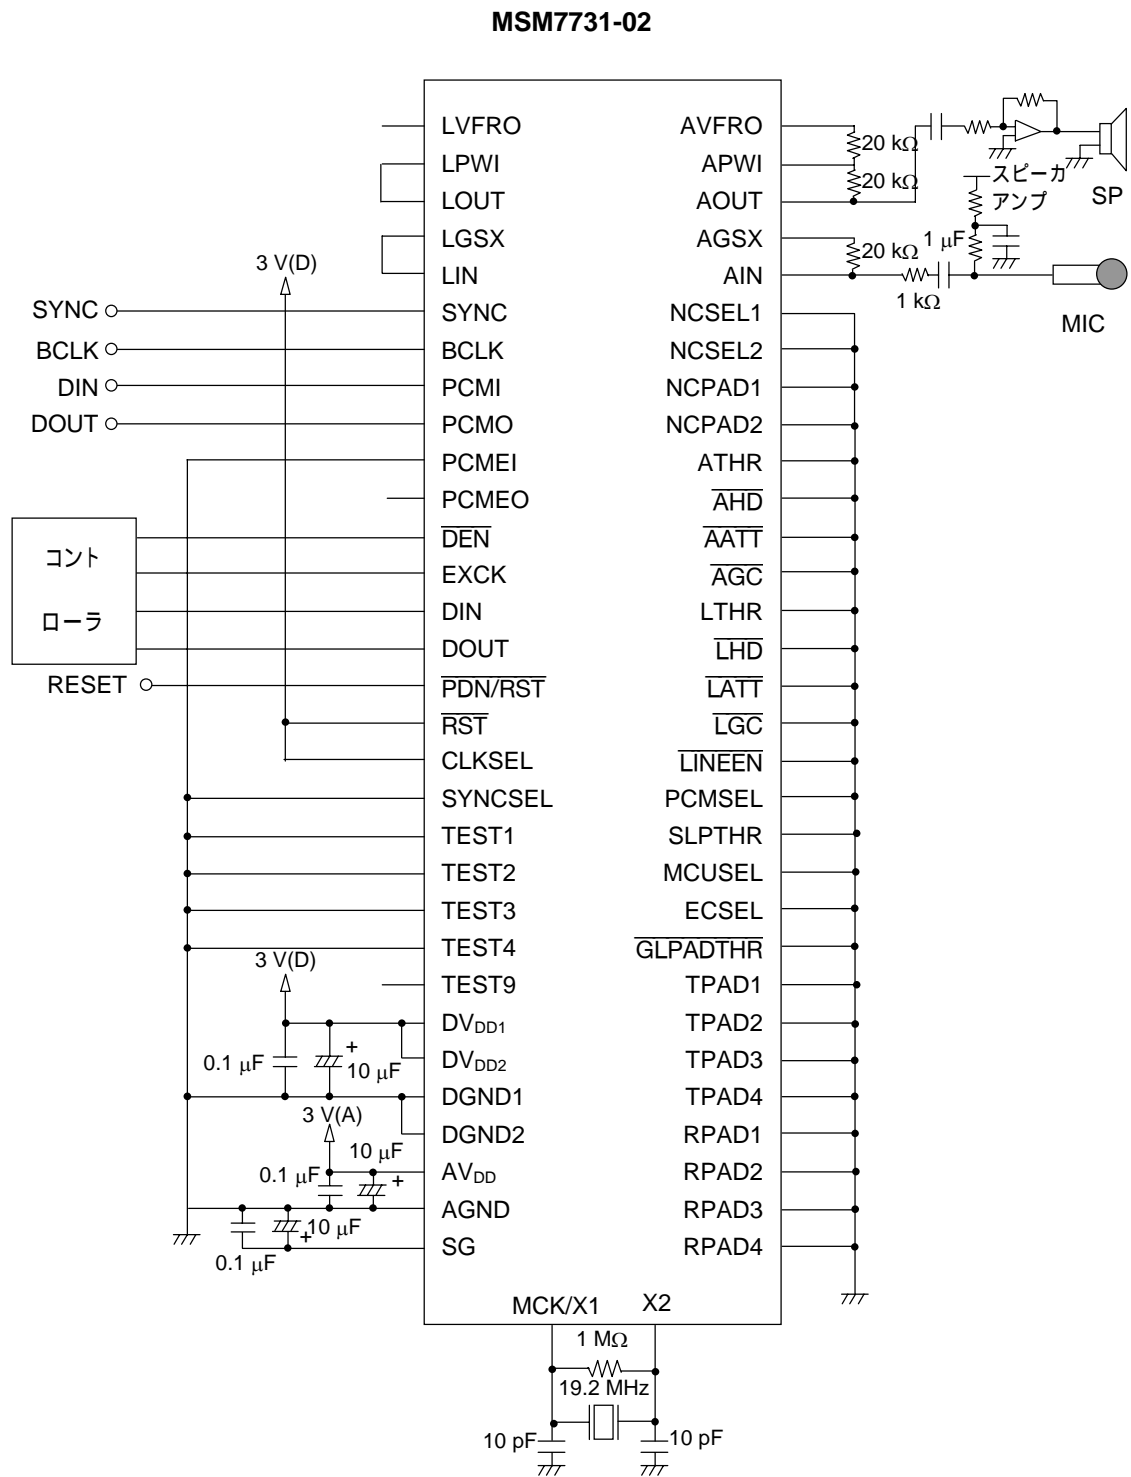 MSM7731-02
LVFRO
LPWI
LOUT
LGSX
LIN
SYNC
BCLK
PCMI
PCMO
PCMEI
PCMEO
DEN
EXCK
DIN
DOUT
PDN/RST
RST
CLKSEL
SYNCSEL
TEST1
TEST2
TEST3
TEST4
TEST9
DVDD1
DVDD2
DGND1
DGND2
AVDD
AGND
SG
AVFRO
APWI
AOUT
AGSX
AIN
NCSEL1
NCSEL2
NCPAD1
NCPAD2
ATHR
AHD
AATT
AGC
LTHR
LHD
LATT
LGC
LINEEN
PCMSEL
SLPTHR
MCUSEL
ECSEL
GLPADTHR
TPAD1
TPAD2
TPAD3
TPAD4
RPAD1
RPAD2
RPAD3
RPAD4
MCK/X1
X2
3 V(D)
SYNC
BCLK
DIN
DOUT
コント
ローラ
RESET
3 V(D)
0.1 μF
+
10 μF
3 V(A)
10 μF
0.1 μF
+
10 μF
+
0.1 μF
20 kΩ
20 kΩ
スピーカ
アンプ
SP
20 kΩ
1 μF
1 kΩ
MIC
1 MΩ
19.2 MHz
10 pF
10 pF